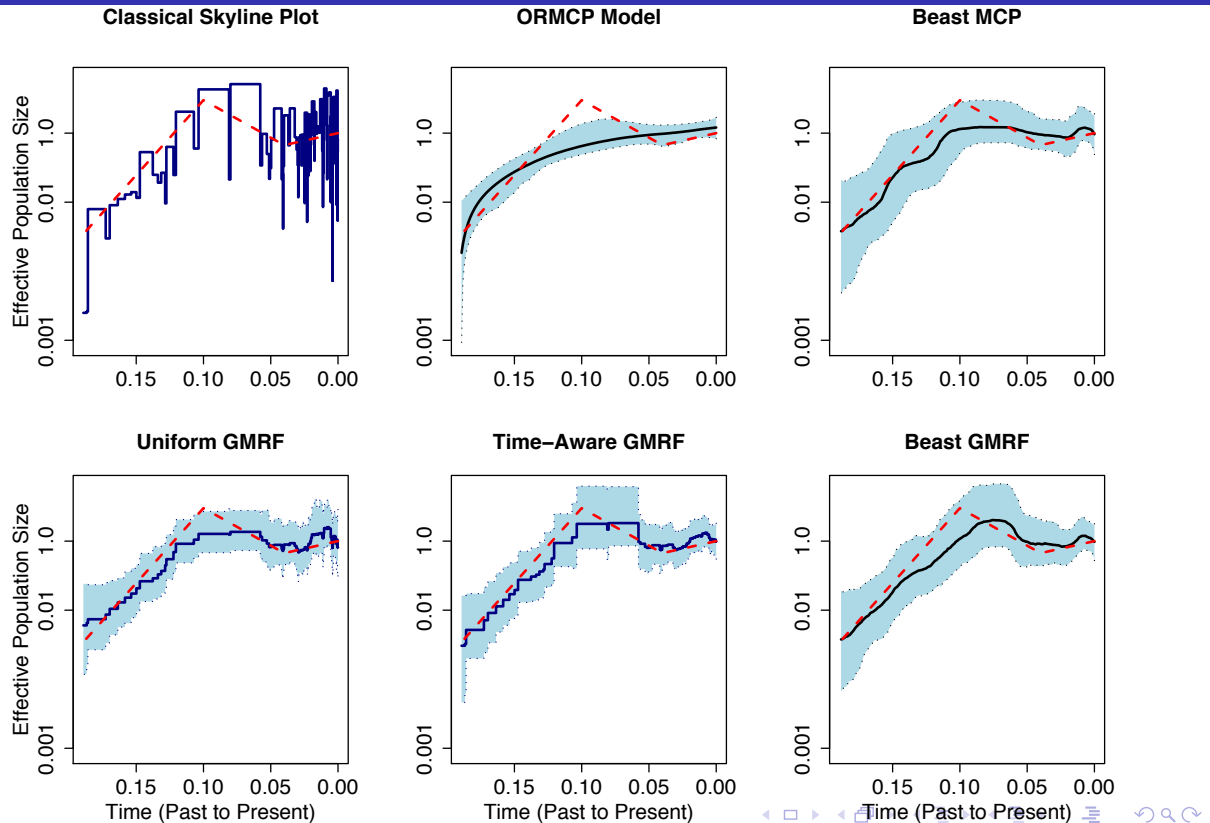 Classical Skyline Plot
ORMCP Model
Beast MCP
Effective Population Size
1.0
0.01
0.001
0.15 0.10 0.05 0.00
1.0
0.01
0.001
0.15 0.10 0.05 0.00
1.0
0.01
0.001
0.15 0.10 0.05 0.00
Uniform GMRF
Time−Aware GMRF
Beast GMRF
Effective Population Size
1.0
0.01
0.001
0.15 0.10 0.05 0.00
Time (Past to Present)
1.0
0.01
0.001
0.15 0.10 0.05 0.00
Time (Past to Present)
1.0
0.01
0.001
0.15 0.10 0.05 0.00
Time (Past to Present)